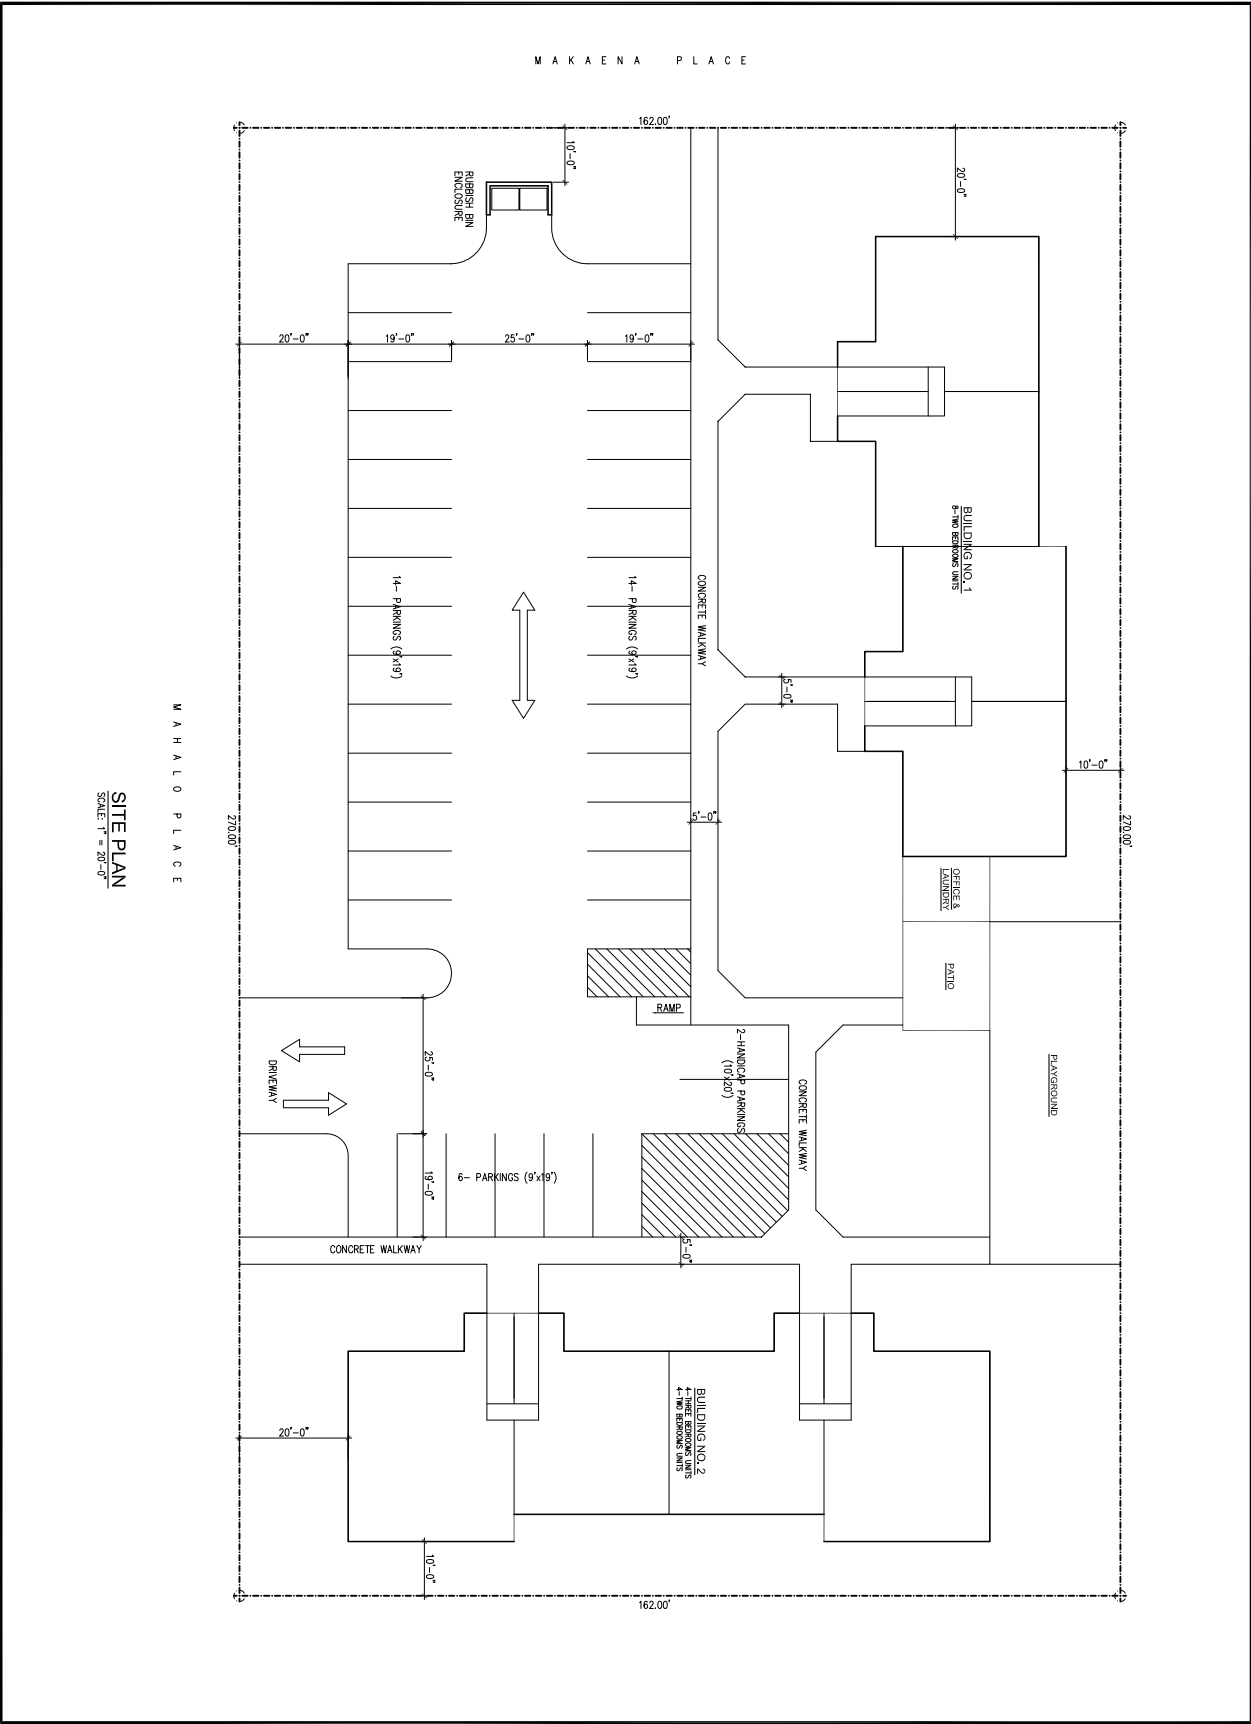 MAKAENA PLACE
162.00'
10'-0"
20'-0"
RUBBISH BIN
ENCLOSURE
20'-0"
19'-0"
25'-0"
19'-0"
BUILDING NO. 1
8-TWO BEDROOMS UNITS
14- PARKINGS (9'x19')
14- PARKINGS (9'x19')
CONCRETE WALKWAY
5'-0"
10'-0"
MAHALO PLACE
SITE PLAN
SCALE: 1" = 20'-0"
270.00'
5'-0"
270.00'
OFFICE &
LAUNDRY
PATIO
RAMP
2-HANDICAP PARKINGS
(10'x20')
PLAYGROUND
25'-0"
DRIVEWAY
CONCRETE WALKWAY
19'-0"
6- PARKINGS (9'x19')
CONCRETE WALKWAY
5'-0"
BUILDING NO. 2
4-THREE BEDROOMS UNITS
4-TWO BEDROOMS UNITS
20'-0"
10'-0"
162.00'